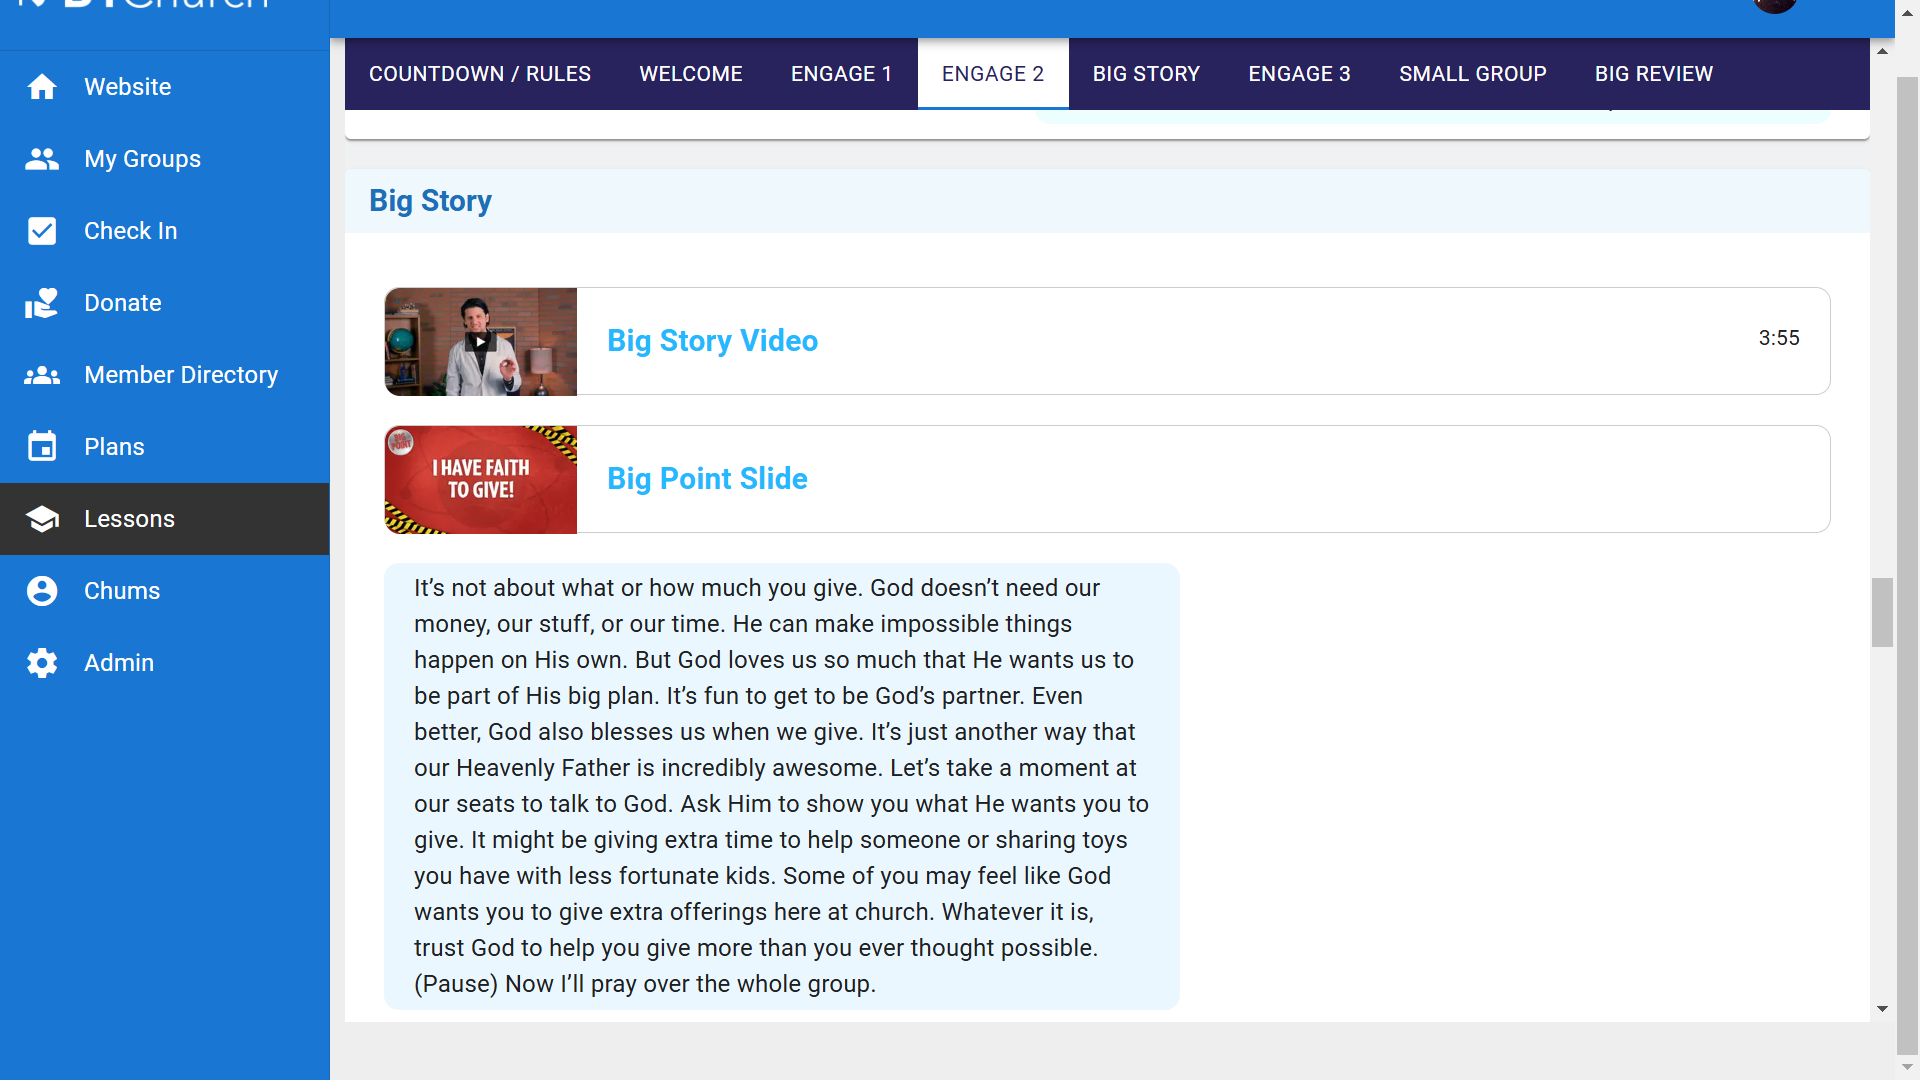 Website
My Groups
Check In
Donate
Member Directory
Plans
Lessons
Chums
Admin
COUNTDOWN / RULES
WELCOME
ENGAGE 1
ENGAGE 2
BIG STORY
ENGAGE 3
SMALL GROUP
BIG REVIEW
Big Story
Big Story Video
3:55
BIG
POINT
I HAVE FAITH
TO GIVE!
Big Point Slide
It’s not about what or how much you give. God doesn’t need our
money, our stuff, or our time. He can make impossible things
happen on His own. But God loves us so much that He wants us to
be part of His big plan. It’s fun to get to be God’s partner. Even
better, God also blesses us when we give. It’s just another way that
our Heavenly Father is incredibly awesome. Let’s take a moment at
our seats to talk to God. Ask Him to show you what He wants you to
give. It might be giving extra time to help someone or sharing toys
you have with less fortunate kids. Some of you may feel like God
wants you to give extra offerings here at church. Whatever it is,
trust God to help you give more than you ever thought possible.
(Pause) Now I’ll pray over the whole group.